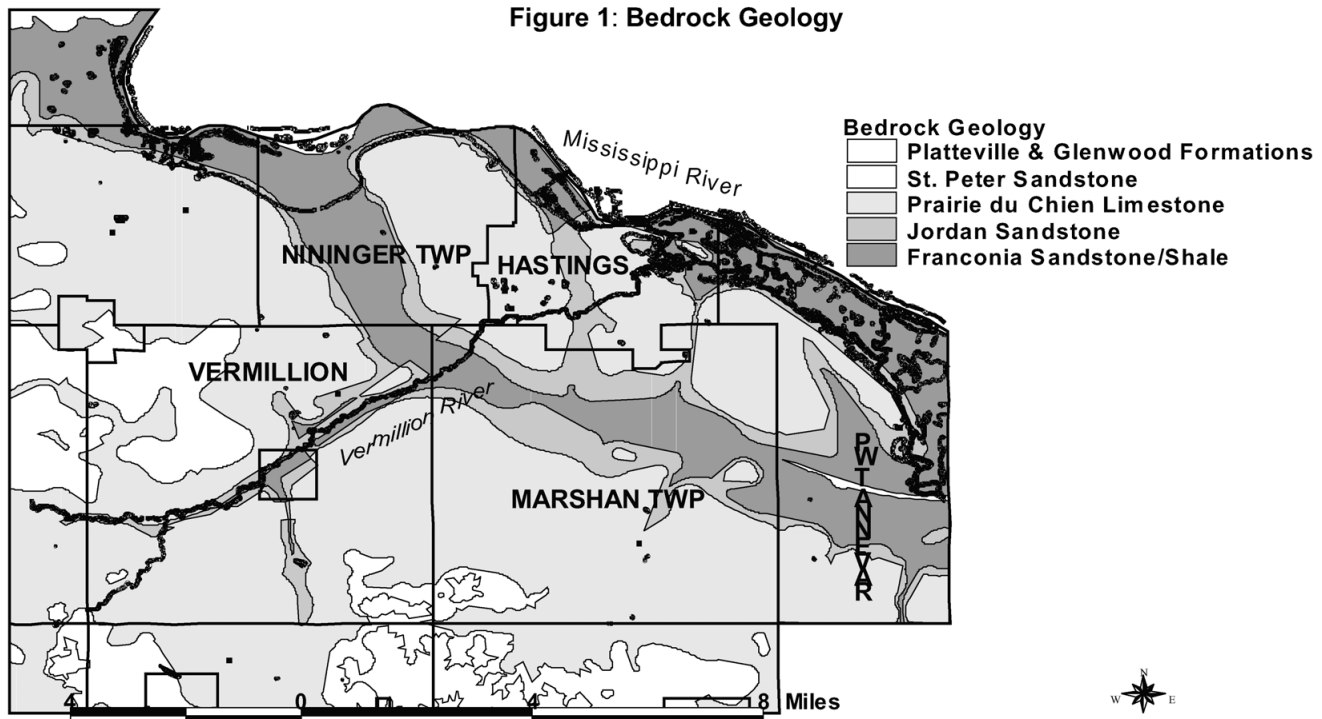 Figure 1: Bedrock Geology
Mississippi River
Bedrock Geology
Platteville & Glenwood Formations
St. Peter Sandstone
Prairie du Chien Limestone
Jordan Sandstone
Franconia Sandstone/Shale
NININGER TWP
HASTINGS
VERMILLION
Vermillion River
MARSHAN TWP
RAVENNA TWP
4 0 4 8 Miles
N
W E